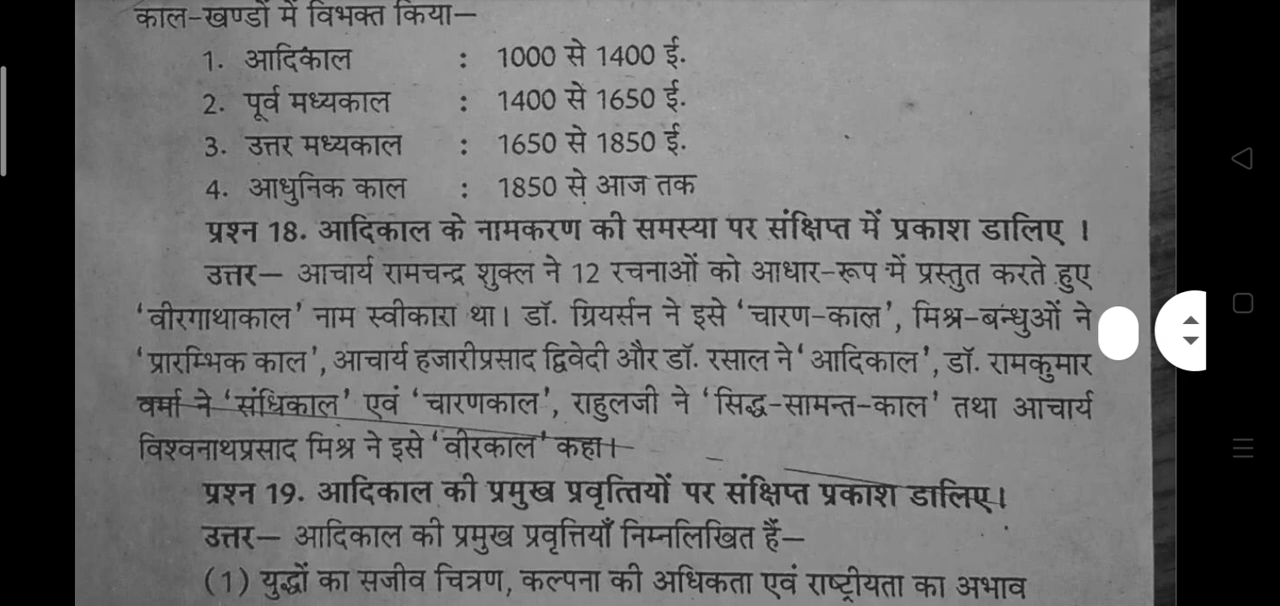 काल-खण्डों में विभक्त किया—
1. आदिकाल : 1000 से 1400 ई.
2. पूर्व मध्यकाल : 1400 से 1650 ई.
3. उत्तर मध्यकाल : 1650 से 1850 ई.
4. आधुनिक काल : 1850 से आज तक
प्रश्न 18. आदिकाल के नामकरण की समस्या पर संक्षिप्त में प्रकाश डालिए ।
उत्तर— आचार्य रामचन्द्र शुक्ल ने 12 रचनाओं को आधार-रूप में प्रस्तुत करते हुए
'वीरगाथाकाल' नाम स्वीकारा था। डॉ. ग्रियर्सन ने इसे 'चारण-काल', मिश्र-बन्धुओं ने
'प्रारम्भिक काल', आचार्य हजारीप्रसाद द्विवेदी और डॉ. रसाल ने 'आदिकाल', डॉ. रामकुमार
वर्मा ने 'संधिकाल' एवं 'चारणकाल', राहुलजी ने 'सिद्ध-सामन्त-काल' तथा आचार्य
विश्वनाथप्रसाद मिश्र ने इसे 'वीरकाल' कहा।
प्रश्न 19. आदिकाल की प्रमुख प्रवृत्तियों पर संक्षिप्त प्रकाश डालिए।
उत्तर— आदिकाल की प्रमुख प्रवृत्तियाँ निम्नलिखित हैं—
(1) युद्धों का सजीव चित्रण, कल्पना की अधिकता एवं राष्ट्रीयता का अभाव